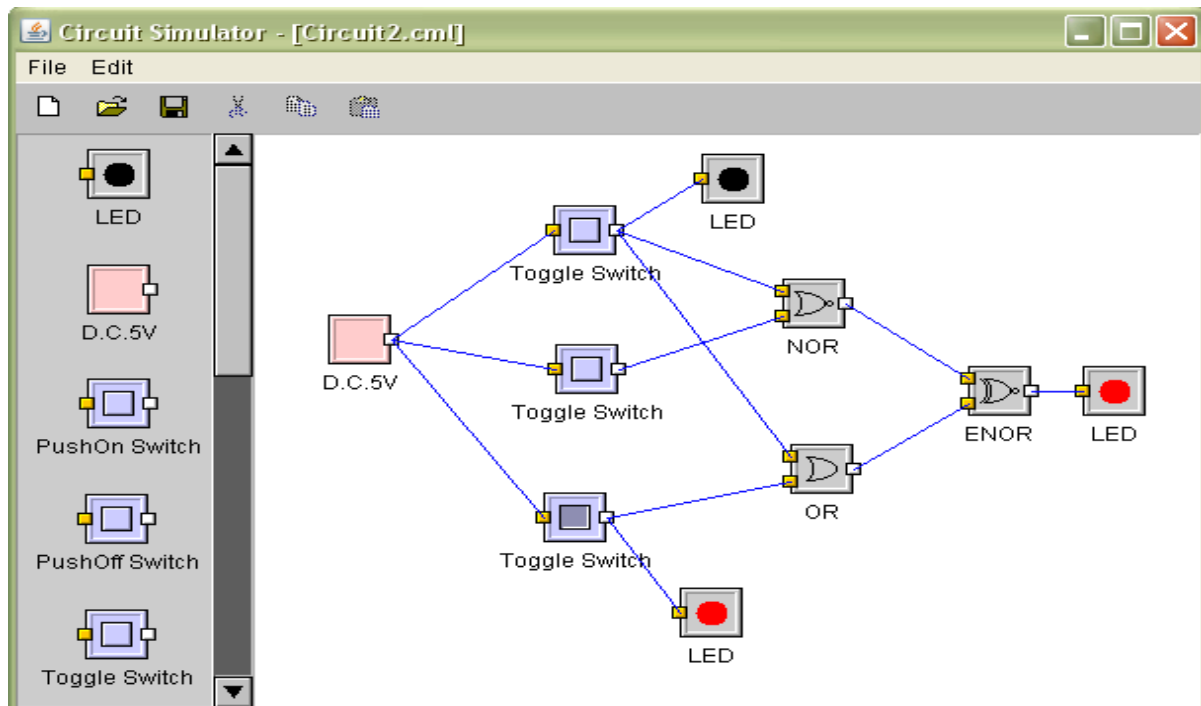 Circuit Simulator - [Circuit2.cml]
File Edit
LED
D.C.5V
PushOn Switch
PushOff Switch
Toggle Switch
LED
Toggle Switch
NOR
D.C.5V
Toggle Switch
ENOR
LED
OR
Toggle Switch
LED